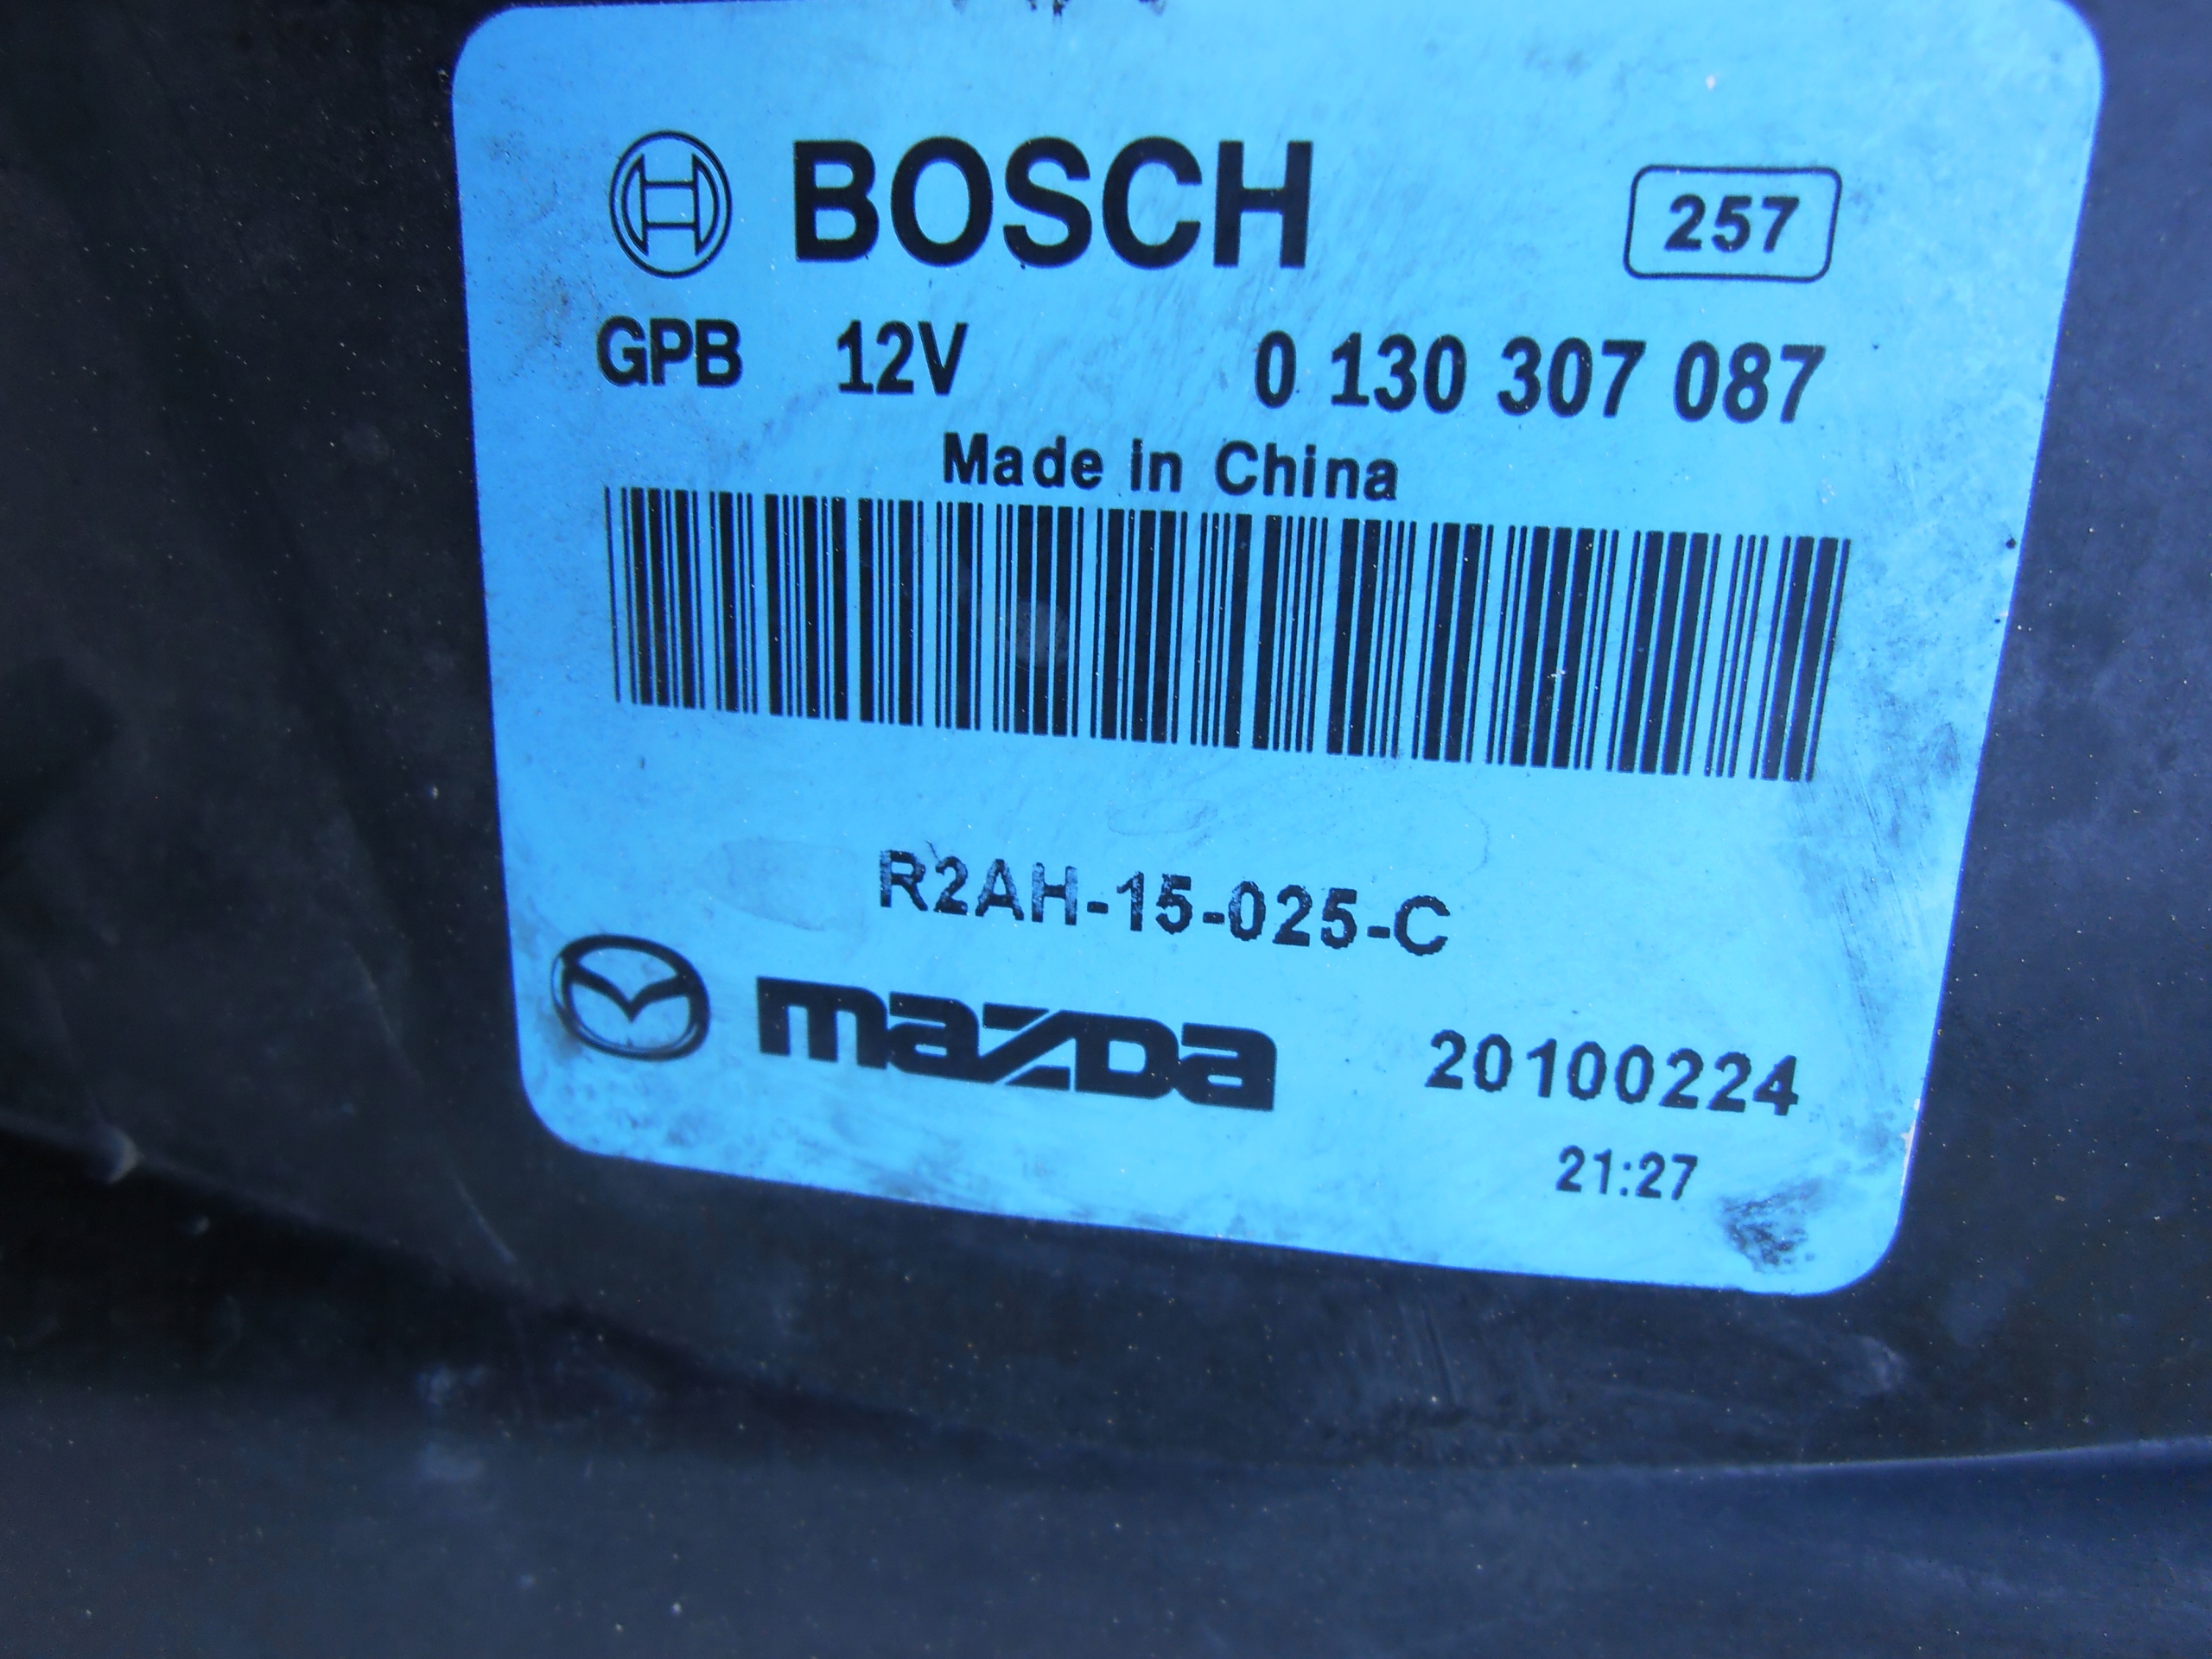 BOSCH 257
GPB 12V 0 130 307 087
Made in China
R2AH-15-025-C
mazDa 20100224
21:27